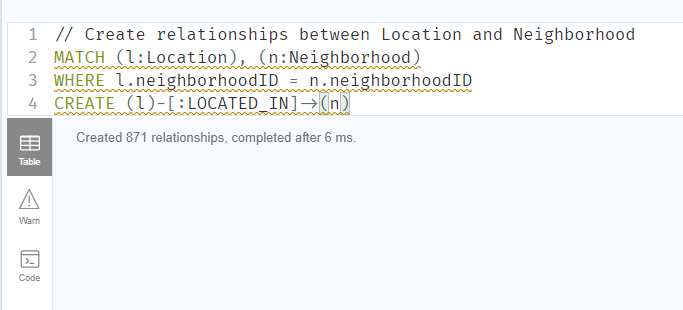 1 // Create relationships between Location and Neighborhood
2 MATCH (l:Location), (n:Neighborhood)
3 WHERE l.neighborhoodID = n.neighborhoodID
4 CREATE (l)-[:LOCATED_IN]→(n)
Table
Created 871 relationships, completed after 6 ms.
Warn
Code